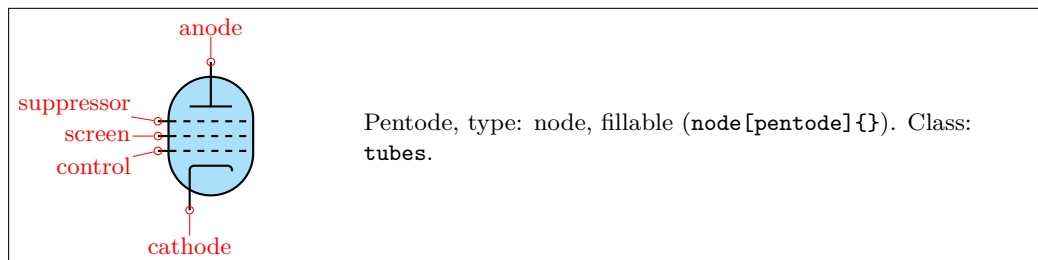 anode
suppressor
screen
control
cathode
Pentode, type: node, fillable (node[pentode]{}). Class:
tubes.